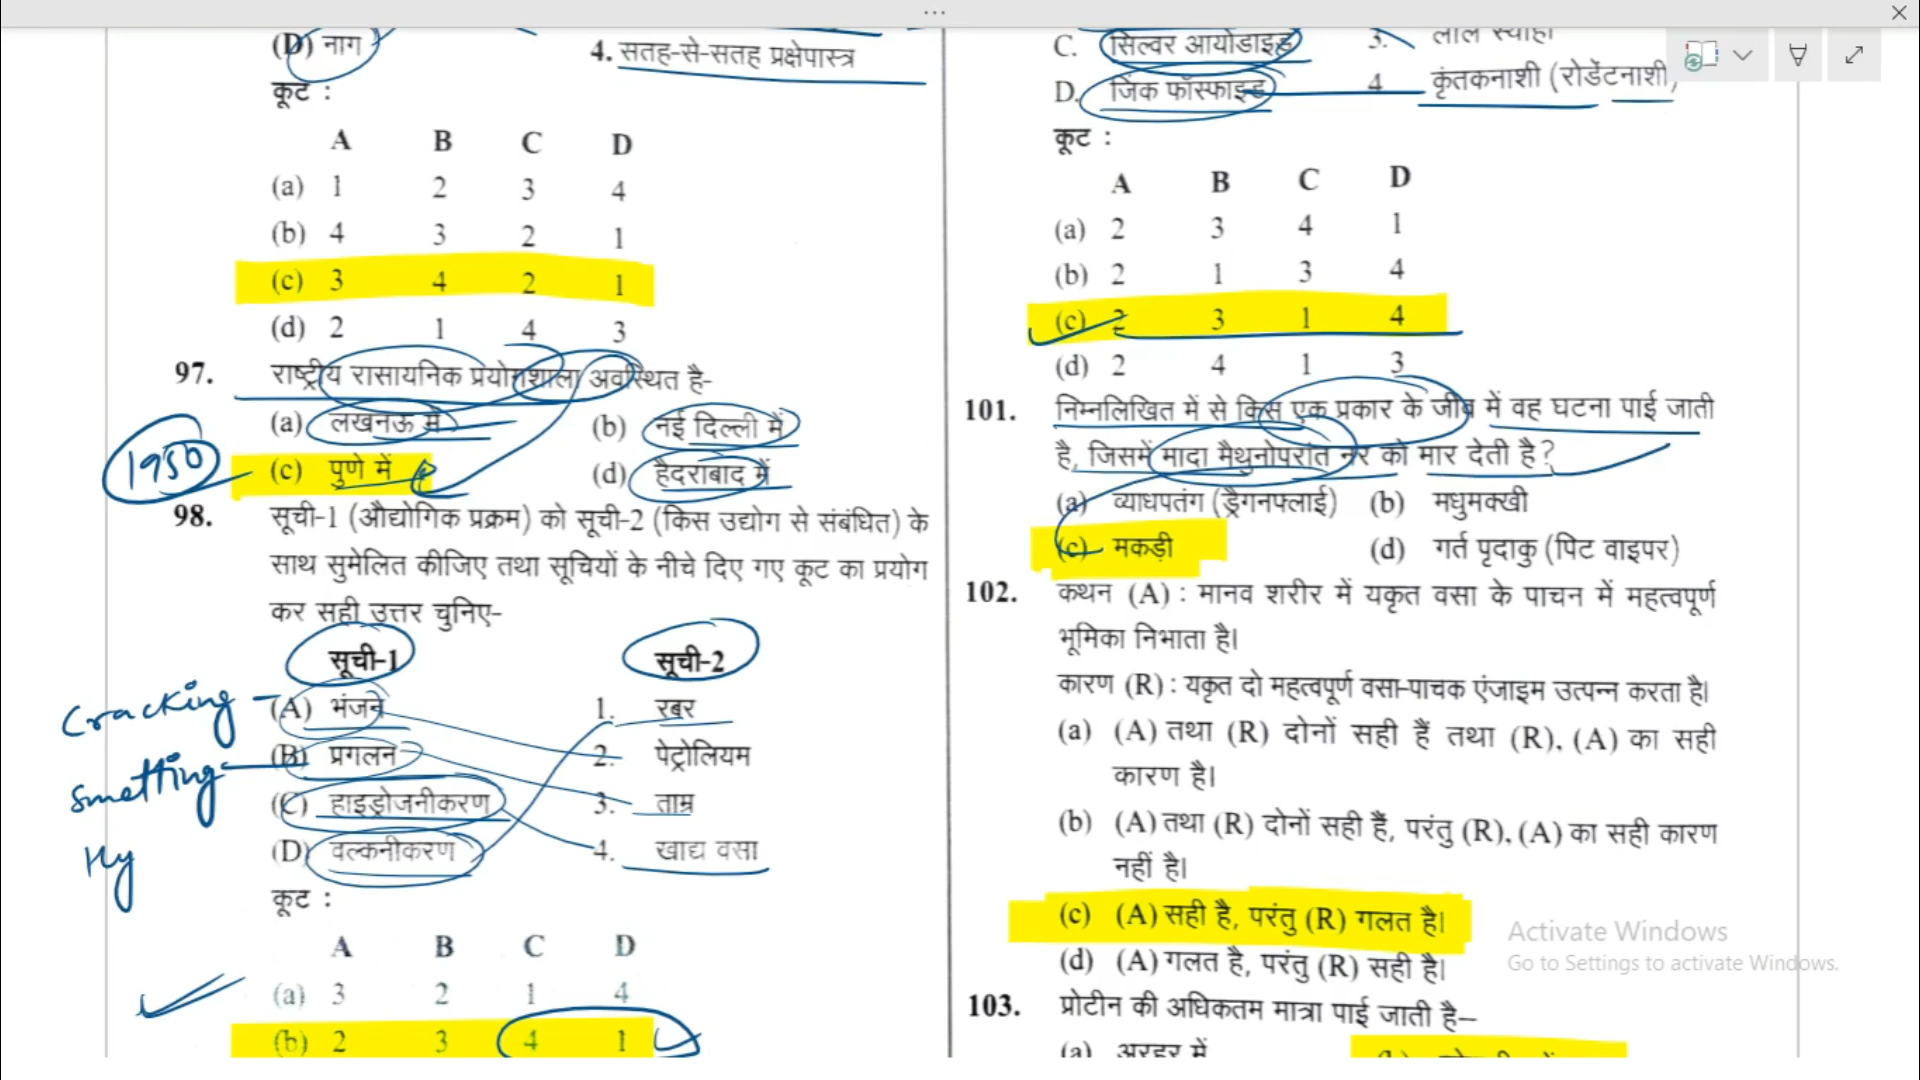 (D) नाग
4. सतह-से-सतह प्रक्षेपास्त्र
कूट :
A B C D
(a) 1 2 3 4
(b) 4 3 2 1
(c) 3 4 2 1
(d) 2 1 4 3
97. राष्ट्रीय रासायनिक प्रयोगशाला अवस्थित है-
(a) लखनऊ में (b) नई दिल्ली में
1950
(c) पुणे में (d) हैदराबाद में
98. सूची-1 (औद्योगिक प्रक्रम) को सूची-2 (किस उद्योग से संबंधित) के
साथ सुमेलित कीजिए तथा सूचियों के नीचे दिए गए कूट का प्रयोग
कर सही उत्तर चुनिए-
सूची-1 सूची-2
Cracking
(A) भंजन 1. रबर
Smelting
(B) प्रगलन 2. पेट्रोलियम
(C) हाइड्रोजनीकरण 3. ताम्र
Hy
(D) वल्कनीकरण 4. खाद्य वसा
कूट :
A B C D
(a) 3 2 1 4
(b) 2 3 4 1
C. सिल्वर आयोडाइड 3. लाल स्याही
D. जिंक फॉस्फाइड 4 कृंतकनाशी (रोडेंटनाशी)
कूट :
A B C D
(a) 2 3 4 1
(b) 2 1 3 4
(c) 2 3 1 4
(d) 2 4 1 3
101. निम्नलिखित में से किस एक प्रकार के जीव में वह घटना पाई जाती
है, जिसमें मादा मैथुनोपरांत नर को मार देती है?
(a) व्याधपतंग (ड्रैगनफ्लाई) (b) मधुमक्खी
(c) मकड़ी (d) गर्त पृदाकु (पिट वाइपर)
102. कथन (A) : मानव शरीर में यकृत वसा के पाचन में महत्वपूर्ण
भूमिका निभाता है।
कारण (R) : यकृत दो महत्वपूर्ण वसा-पाचक एंजाइम उत्पन्न करता है।
(a) (A) तथा (R) दोनों सही हैं तथा (R), (A) का सही
कारण है।
(b) (A) तथा (R) दोनों सही हैं, परंतु (R), (A) का सही कारण
नहीं है।
(c) (A) सही है, परंतु (R) गलत है।
(d) (A) गलत है, परंतु (R) सही है।
103. प्रोटीन की अधिकतम मात्रा पाई जाती है–
(a) अरहर में
Activate Windows
Go to Settings to activate Windows.